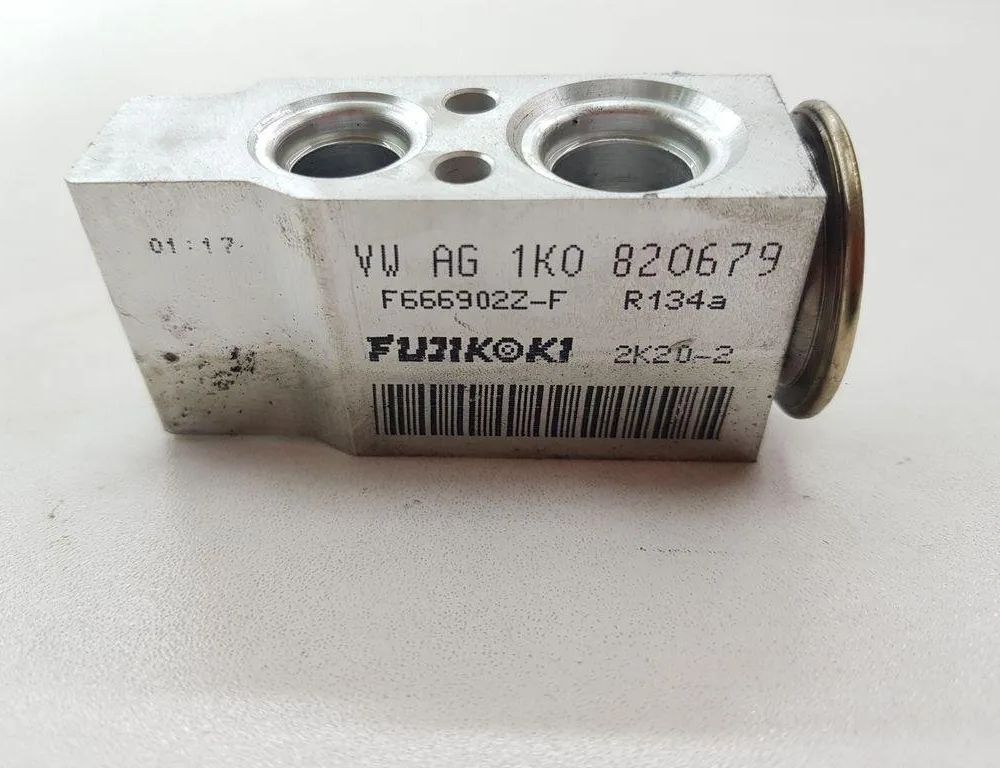 01:17
VW AG 1K0 820679
F666902Z-F R134a
FUJIKOKI 2K20-2